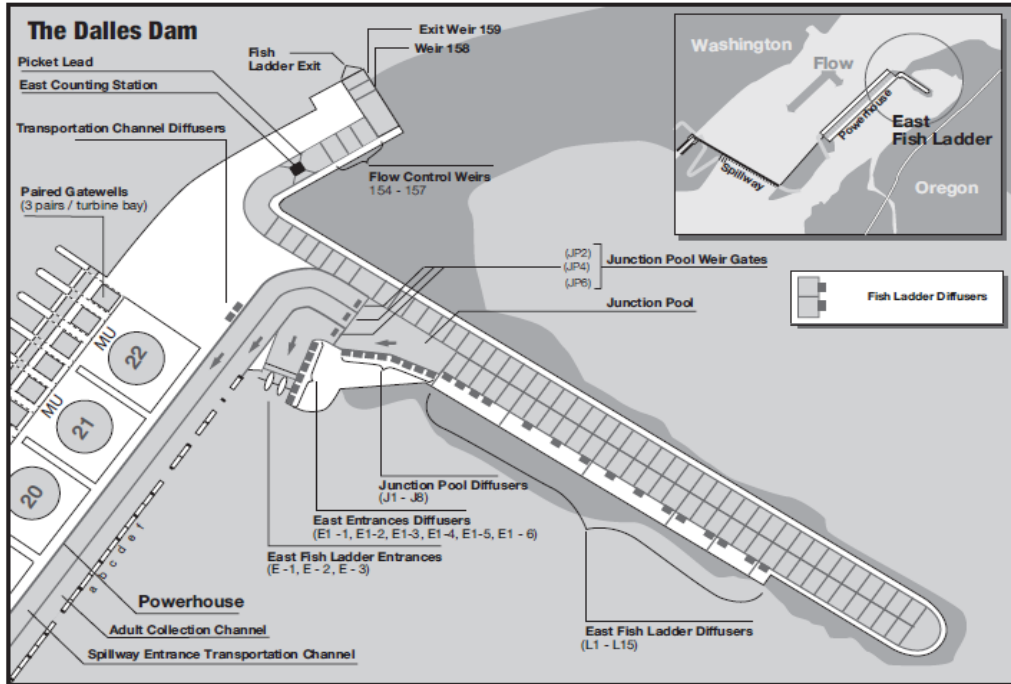 The Dalles Dam
Picket Lead
East Counting Station
Transportation Channel Diffusers
Paired Gatewells
(3 pairs / turbine bay)
Fish
Ladder Exit
Exit Weir 159
Weir 158
Flow Control Weirs
154 - 157
Washington
Flow
Powerhouse
East
Fish Ladder
Spillway
Oregon
(JP2)
(JP4)
(JP6)
Junction Pool Weir Gates
Junction Pool
Fish Ladder Diffusers
MU
22
MU
21
20
a b c d e f
Junction Pool Diffusers
(J1 - J8)
East Entrances Diffusers
(E1 -1, E1-2, E1-3, E1-4, E1-5, E1 - 6)
East Fish Ladder Entrances
(E -1, E - 2, E - 3)
Powerhouse
Adult Collection Channel
Spillway Entrance Transportation Channel
East Fish Ladder Diffusers
(L1 - L15)